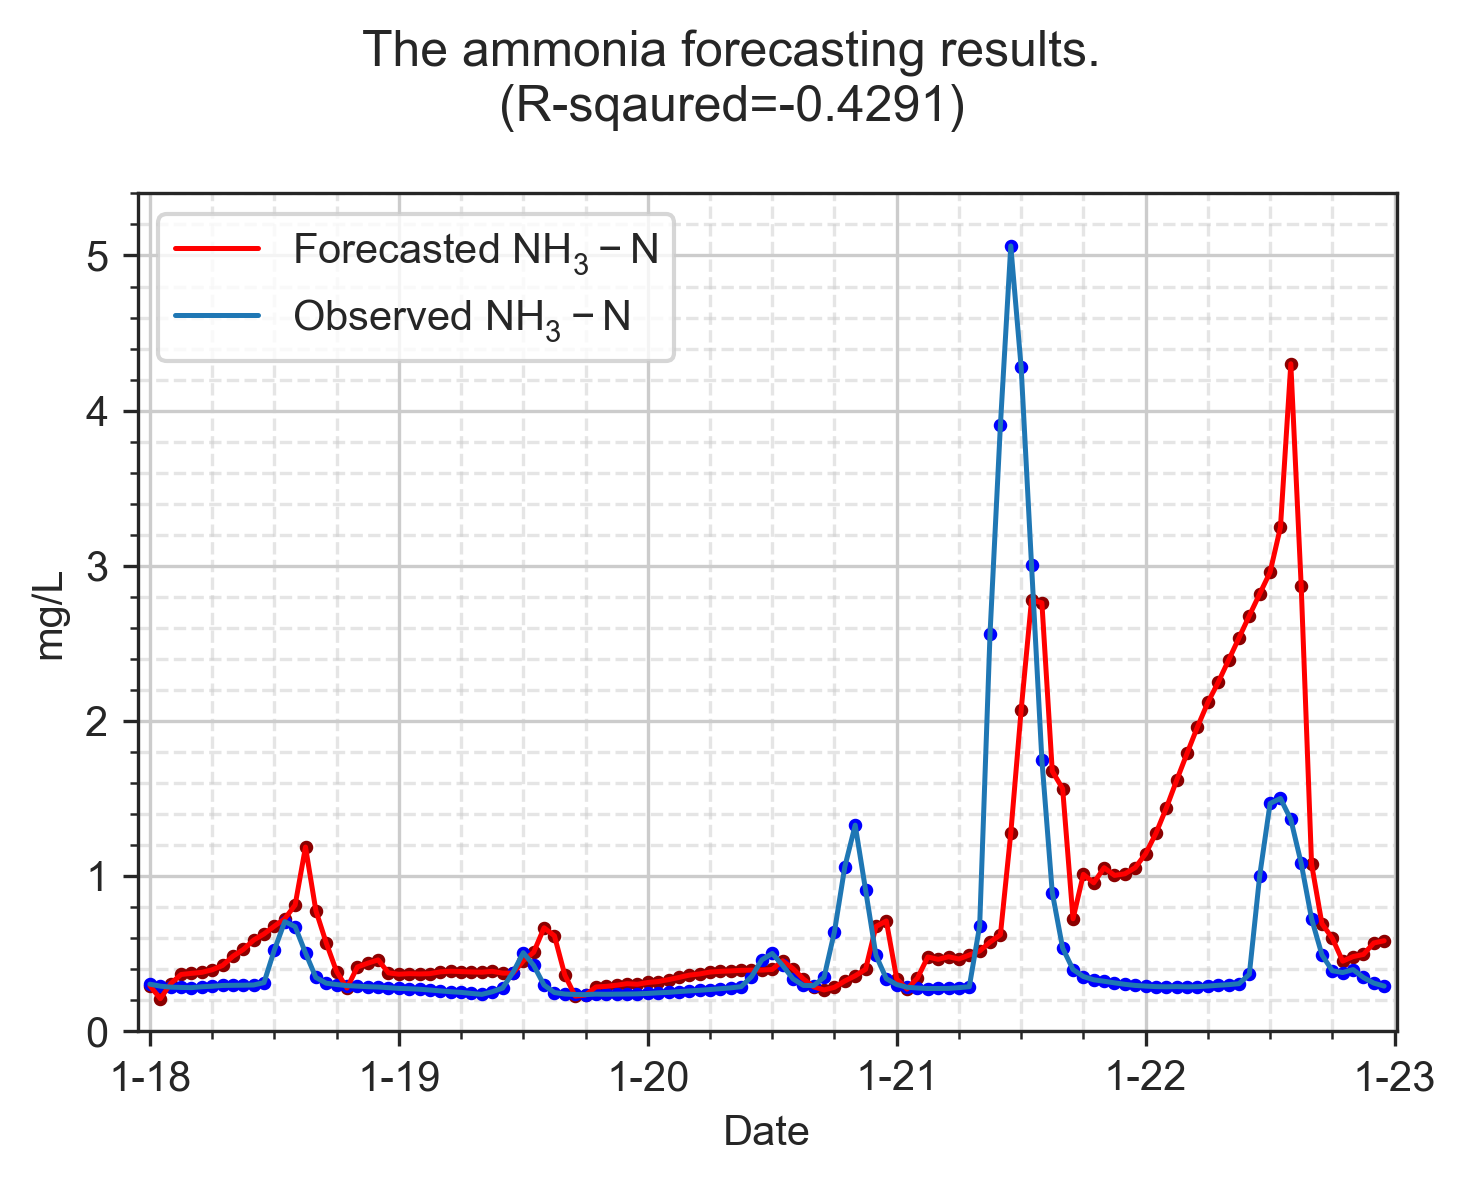 The ammonia forecasting results.
(R-sqaured=-0.4291)
Forecasted NH₃ − N
Observed NH₃ − N
5
4
3
2
1
0
mg/L
1-18 1-19 1-20 1-21 1-22 1-23
Date